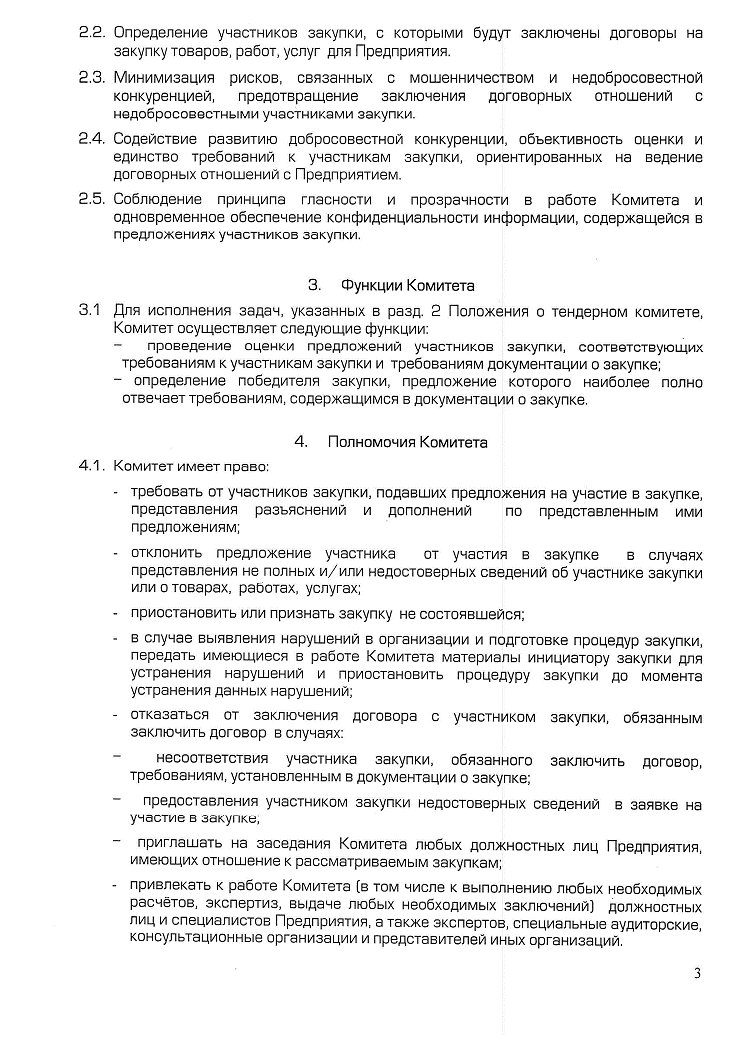 2.2. Определение участников закупки, с которыми будут заключены договоры на
закупку товаров, работ, услуг для Предприятия.
2.3. Минимизация рисков, связанных с мошенничеством и недобросовестной
конкуренцией, предотвращение заключения договорных отношений с
недобросовестными участниками закупки.
2.4. Содействие развитию добросовестной конкуренции, объективность оценки и
единство требований к участникам закупки, ориентированных на ведение
договорных отношений с Предприятием.
2.5. Соблюдение принципа гласности и прозрачности в работе Комитета и
одновременное обеспечение конфиденциальности информации, содержащейся в
предложениях участников закупки.
3. Функции Комитета
3.1 Для исполнения задач, указанных в разд. 2 Положения о тендерном комитете,
Комитет осуществляет следующие функции:
– проведение оценки предложений участников закупки, соответствующих
требованиям к участникам закупки и требованиям документации о закупке;
– определение победителя закупки, предложение которого наиболее полно
отвечает требованиям, содержащимся в документации о закупке.
4. Полномочия Комитета
4.1. Комитет имеет право:
- требовать от участников закупки, подавших предложения на участие в закупке,
представления разъяснений и дополнений по представленным ими
предложениям;
- отклонить предложение участника от участия в закупке в случаях
представления не полных и/или недостоверных сведений об участнике закупки
или о товарах, работах, услугах;
- приостановить или признать закупку не состоявшейся;
- в случае выявления нарушений в организации и подготовке процедур закупки,
передать имеющиеся в работе Комитета материалы инициатору закупки для
устранения нарушений и приостановить процедуру закупки до момента
устранения данных нарушений;
- отказаться от заключения договора с участником закупки, обязанным
заключить договор в случаях:
– несоответствия участника закупки, обязанного заключить договор,
требованиям, установленным в документации о закупке;
– предоставления участником закупки недостоверных сведений в заявке на
участие в закупке;
– приглашать на заседания Комитета любых должностных лиц Предприятия,
имеющих отношение к рассматриваемым закупкам;
- привлекать к работе Комитета (в том числе к выполнению любых необходимых
расчётов, экспертиз, выдаче любых необходимых заключений) должностных
лиц и специалистов Предприятия, а также экспертов, специальные аудиторские,
консультационные организации и представителей иных организаций.
3